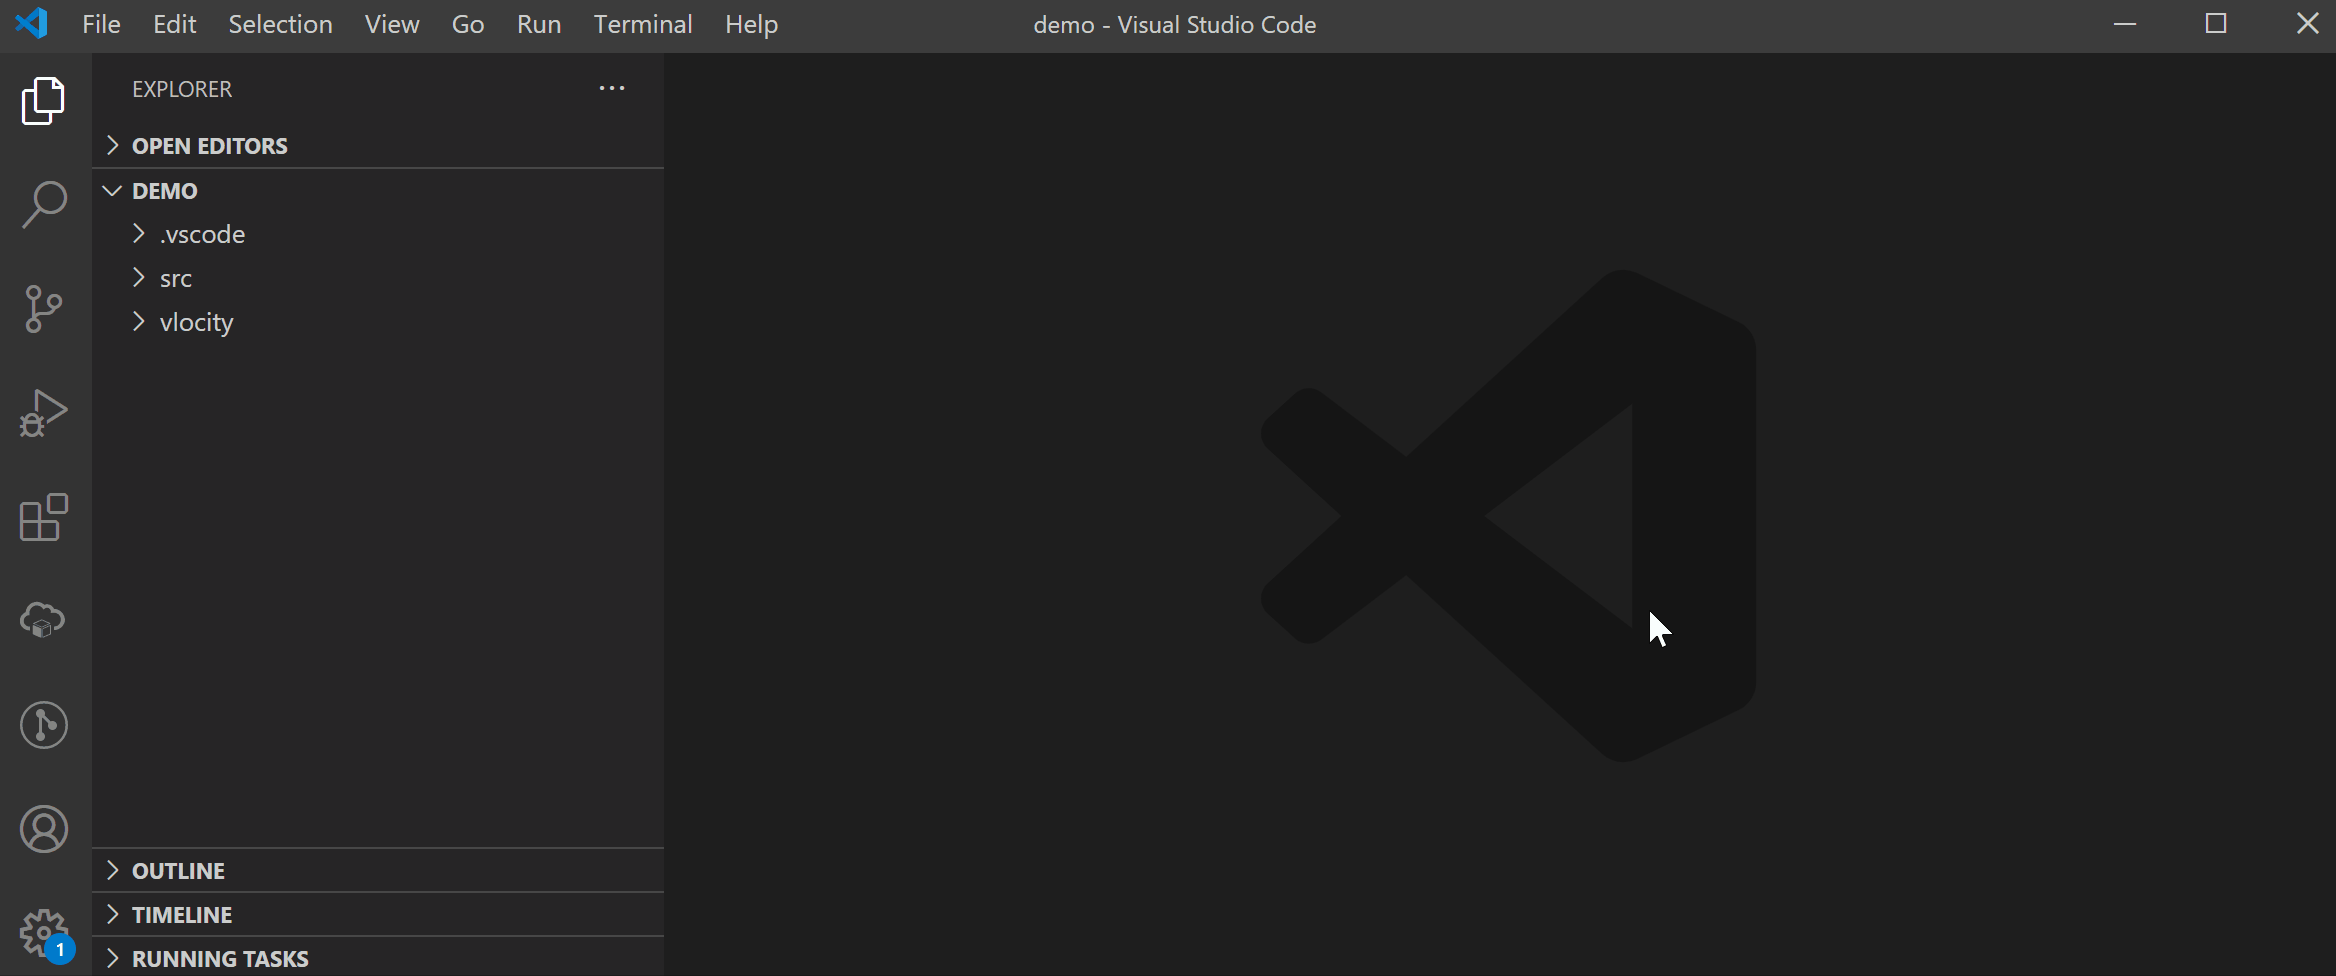 File Edit Selection View Go Run Terminal Help demo - Visual Studio Code
EXPLORER
OPEN EDITORS
DEMO
.vscode
src
vlocity
OUTLINE
TIMELINE
1
RUNNING TASKS